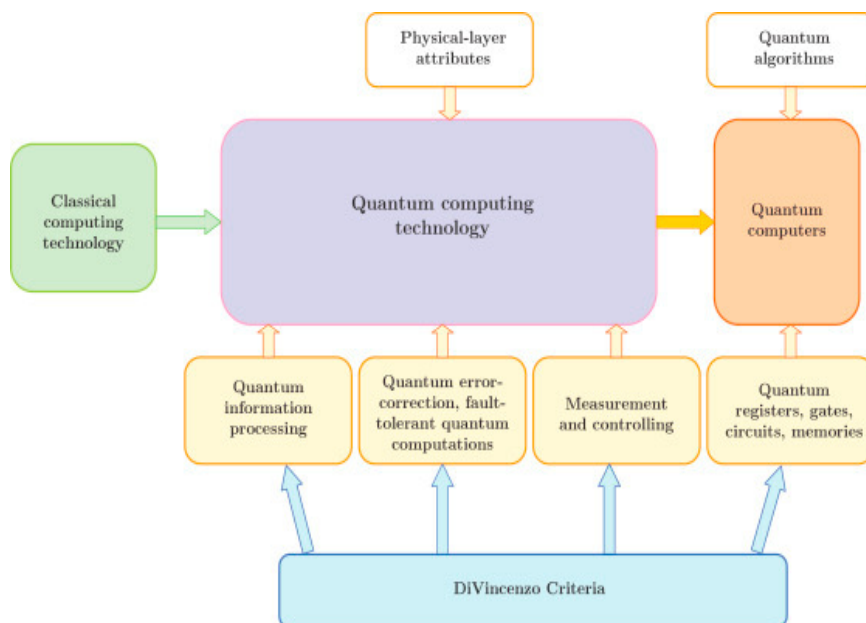 Physical-layer
attributes
Quantum
algorithms
Classical
computing
technology
Quantum computing
technology
Quantum
computers
Quantum
information
processing
Quantum error-
correction, fault-
tolerant quantum
computations
Measurement
and controlling
Quantum
registers, gates,
circuits, memories
DiVincenzo Criteria